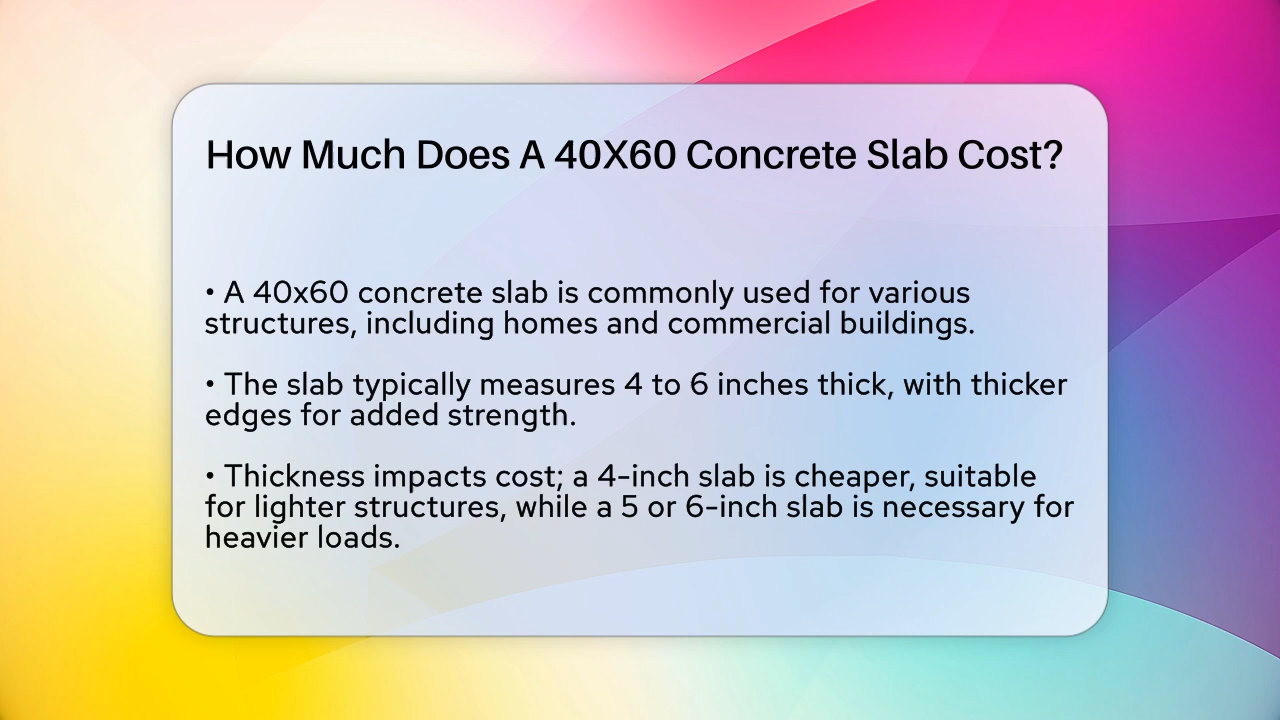 How Much Does A 40X60 Concrete Slab Cost?
• A 40x60 concrete slab is commonly used for various
structures, including homes and commercial buildings.
• The slab typically measures 4 to 6 inches thick, with thicker
edges for added strength.
• Thickness impacts cost; a 4-inch slab is cheaper, suitable
for lighter structures, while a 5 or 6-inch slab is necessary for
heavier loads.